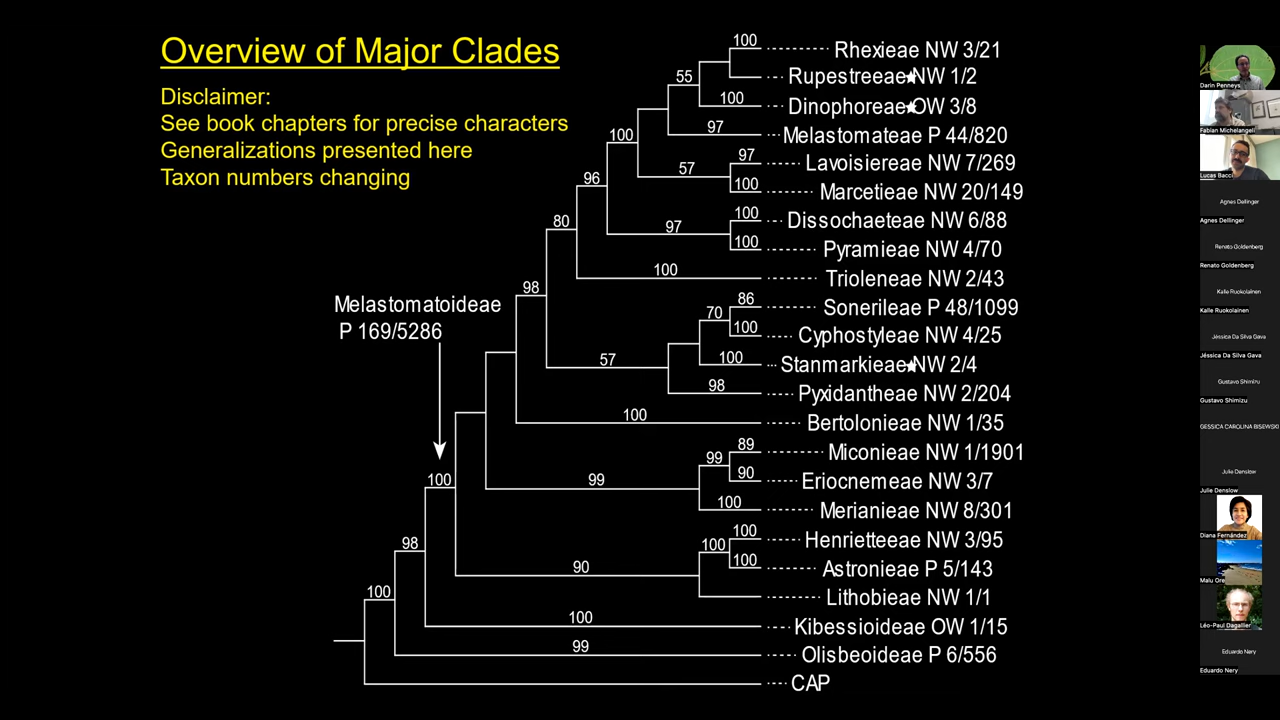 Overview of Major Clades
Disclaimer:
See book chapters for precise characters
Generalizations presented here
Taxon numbers changing
Melastomatoideae
P 169/5286
100
Rhexieae NW 3/21
Rupestreeae★NW 1/2
55
100
Dinophoreae★OW 3/8
97
Melastomateae P 44/820
100
97
Lavoisiereae NW 7/269
57
100
Marcetieae NW 20/149
96
100
Dissochaeteae NW 6/88
97
100
Pyramieae NW 4/70
80
100
Trioleneae NW 2/43
98
86
Sonerileae P 48/1099
70
100
Cyphostyleae NW 4/25
57
100
Stanmarkieae★NW 2/4
98
Pyxidantheae NW 2/204
100
Bertolonieae NW 1/35
89
Miconieae NW 1/1901
99
90
Eriocnemeae NW 3/7
99
100
Merianieae NW 8/301
100
100
Henrietteeae NW 3/95
100
100
Astronieae P 5/143
90
Lithobieae NW 1/1
98
100
Kibessioideae OW 1/15
100
99
Olisbeoideae P 6/556
CAP
Darin Penneys
Fabian Michelangeli
Lucas Bacci
Agnes Dellinger
Agnes Dellinger
Renato Goldenberg
Renato Goldenberg
Kalle Ruokolainen
Kalle Ruokolainen
Jéssica Da Silva Gava
Jéssica Da Silva Gava
Gustavo Shimizu
Gustavo Shimizu
GESSICA CAROLINA BISEWSKI
Julie Denslow
Julie Denslow
Diana Fernández
Malu Ore
Léo-Paul Dagallier
Eduardo Nery
Eduardo Nery